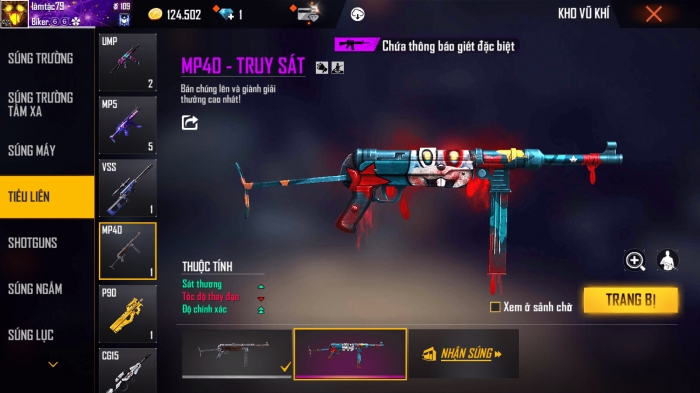 lâmtặc79
109
Biker.
124.502
1
KHO VŨ KHÍ
SÚNG TRƯỜNG
SÚNG TRƯỜNG
TẦM XA
SÚNG MÁY
TIỂU LIÊN
SHOTGUNS
SÚNG NGẮM
SÚNG LỤC
UMP
2
MP5
5
VSS
1
MP40
1
P90
1
CG15
Chứa thông báo giết đặc biệt
MP40 - TRUY SÁT
Bắn chúng lên và giành giải
thưởng cao nhất!
THUỘC TÍNH
Sát thương
Tốc độ thay đạn
Độ chính xác
Xem ở sảnh chờ
TRANG BỊ
NHẬN SÚNG